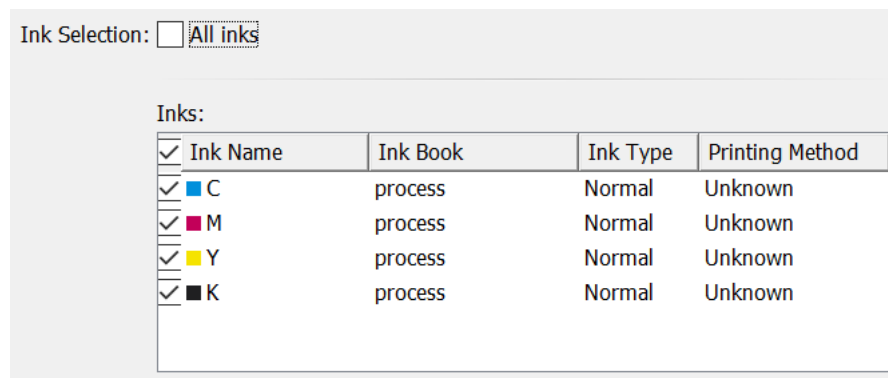 Ink Selection: All inks
Inks:
Ink Name Ink Book Ink Type Printing Method
C process Normal Unknown
M process Normal Unknown
Y process Normal Unknown
K process Normal Unknown